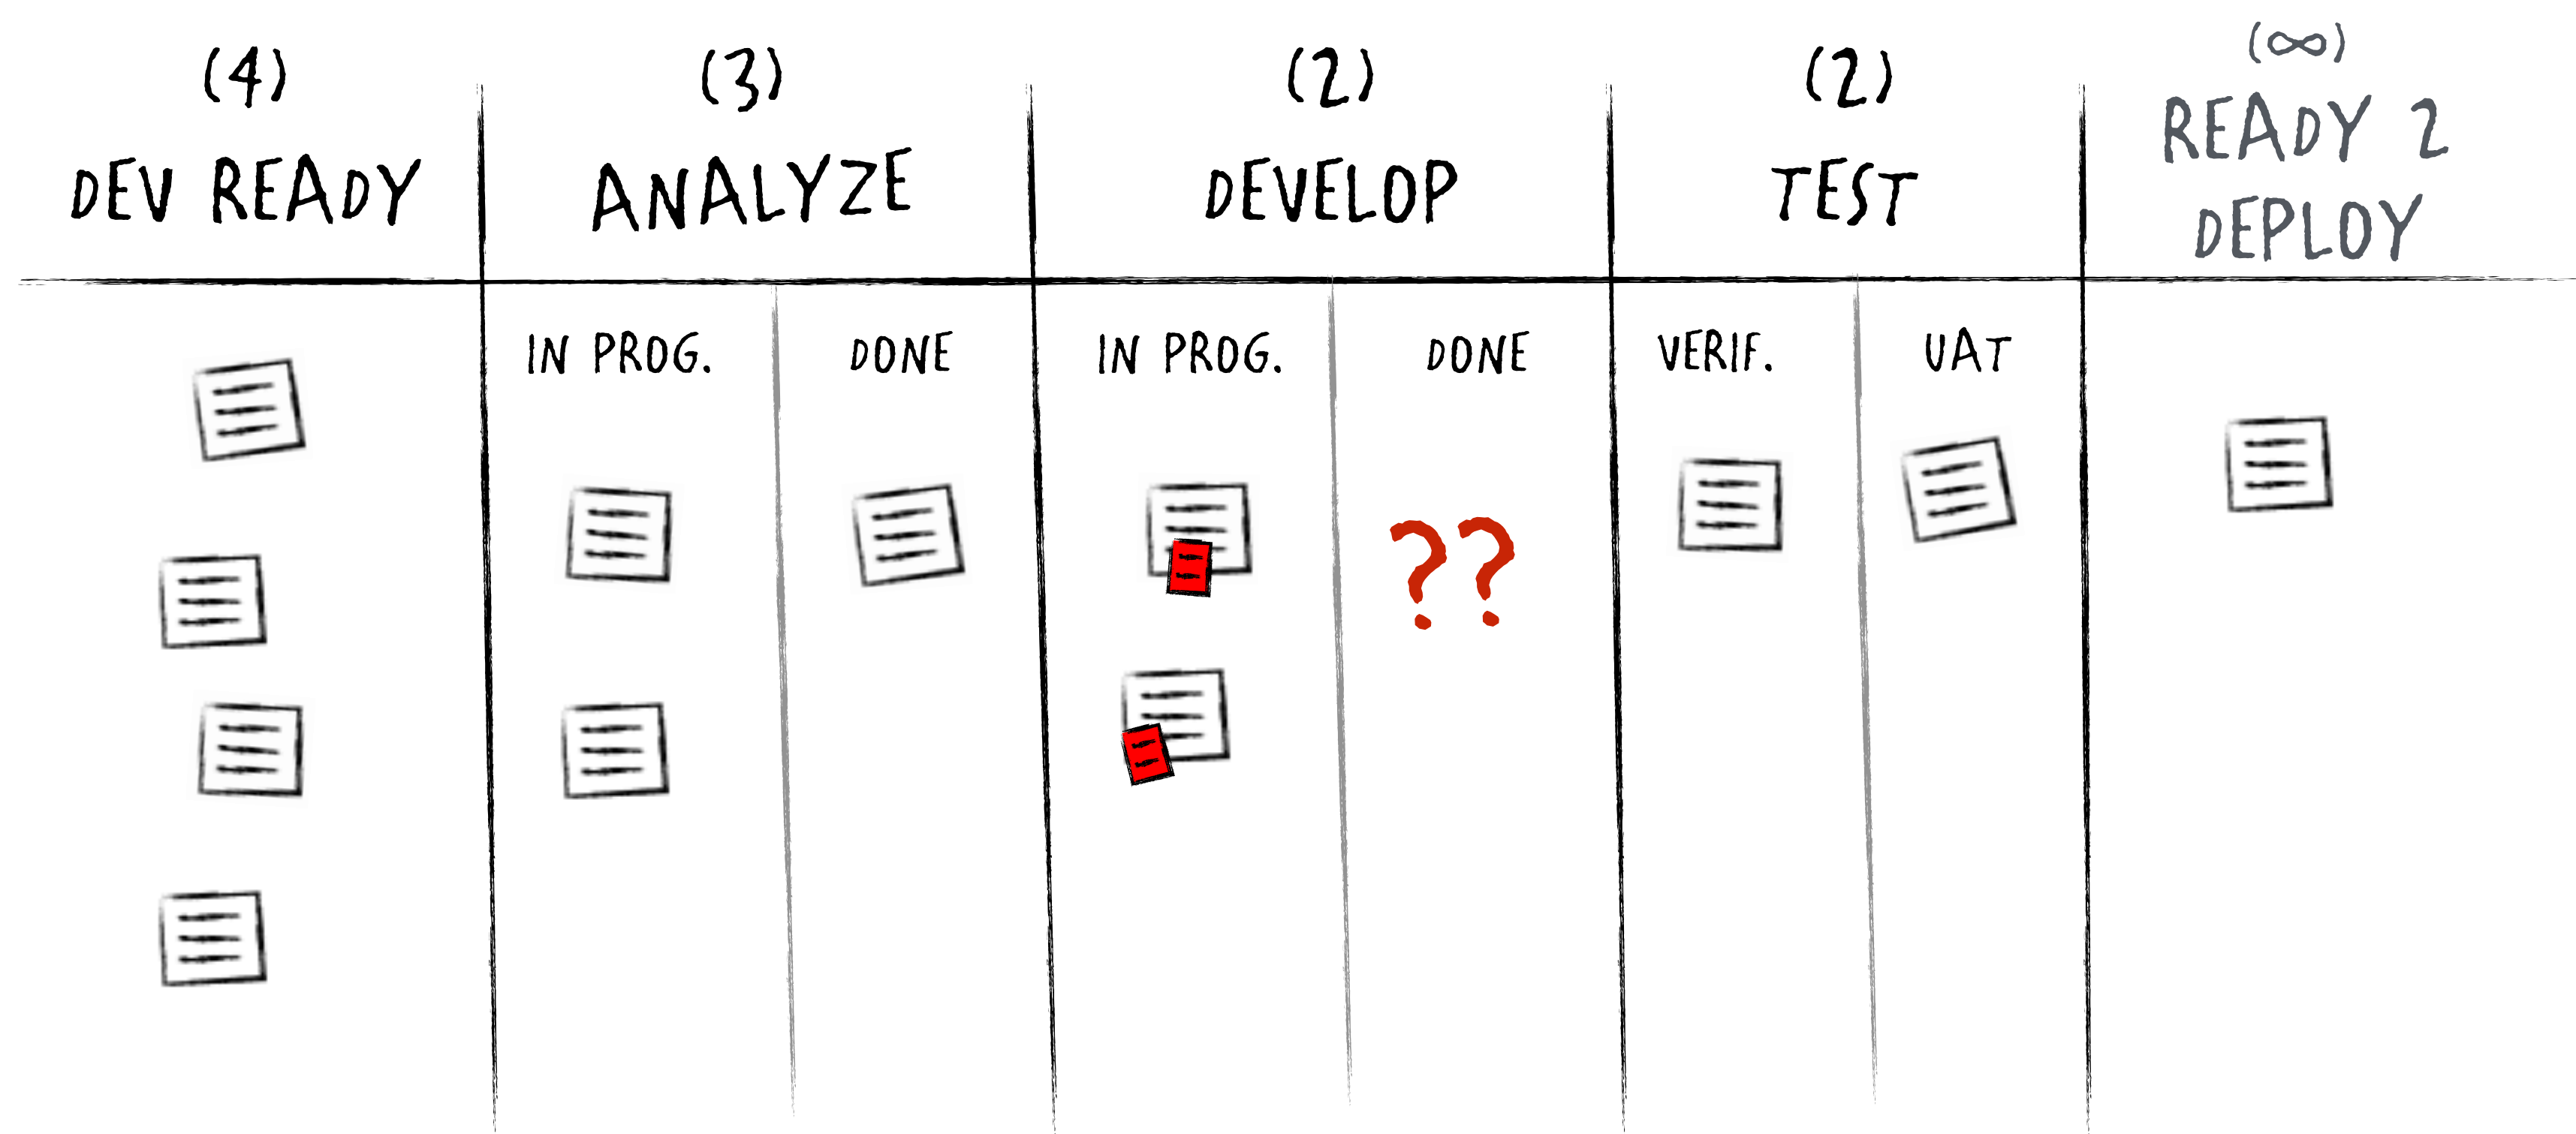 (4)
DEV READY
(3)
ANALYZE
(2)
DEVELOP
(2)
TEST
(∞)
READY 2
DEPLOY
IN PROG.
DONE
IN PROG.
DONE
VERIF.
UAT
??